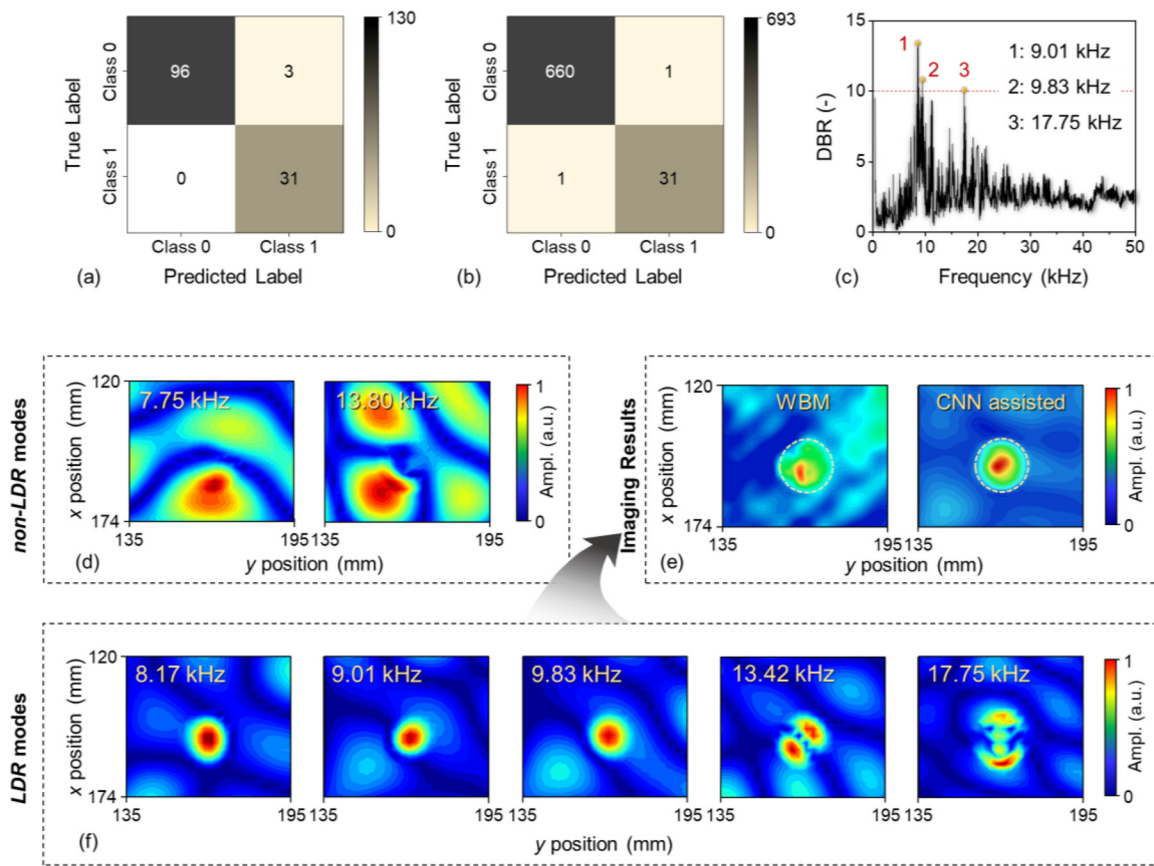 True Label
Class 0
Class 1
96
3
0
31
Class 0
Class 1
Predicted Label
130
0
(a)
True Label
Class 0
Class 1
660
1
1
31
Class 0
Class 1
Predicted Label
693
0
(b)
DBR (-)
15
10
5
0
0
10
20
30
40
50
Frequency (kHz)
1
2
3
1: 9.01 kHz
2: 9.83 kHz
3: 17.75 kHz
(c)
non-LDR modes
x position (mm)
120
174
7.75 kHz
13.80 kHz
135
195
135
195
y position (mm)
Ampl. (a.u.)
1
0
(d)
Imaging Results
x position (mm)
120
174
WBM
CNN assisted
135
195
135
195
y position (mm)
Ampl. (a.u.)
1
0
(e)
LDR modes
x position (mm)
120
174
8.17 kHz
9.01 kHz
9.83 kHz
13.42 kHz
17.75 kHz
135
195
135
195
135
195
135
195
135
195
y position (mm)
Ampl. (a.u.)
1
0
(f)